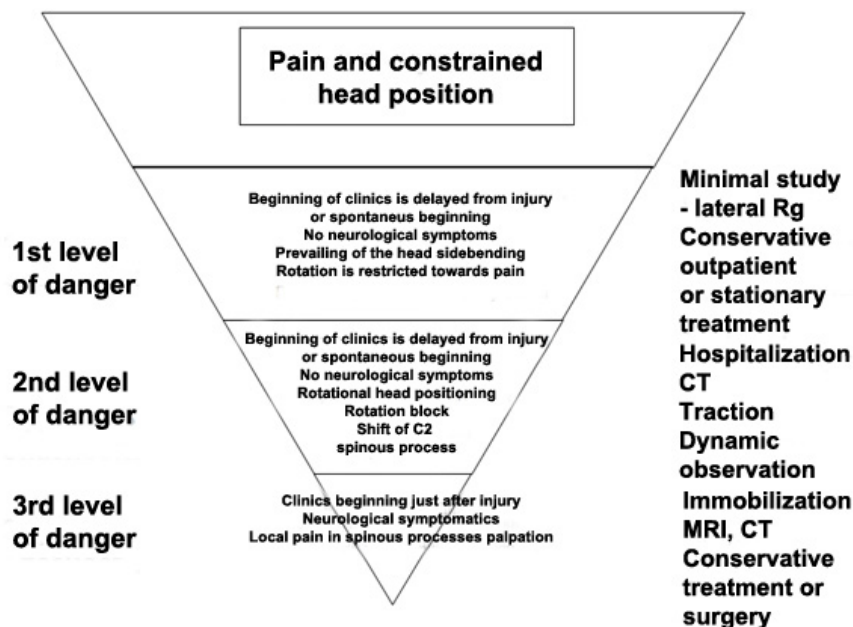 Pain and constrained
head position
1st level
of danger
Beginning of clinics is delayed from injury
or spontaneus beginning
No neurological symptoms
Prevailing of the head sidebending
Rotation is restricted towards pain
Minimal study
- lateral Rg
Conservative
outpatient
or stationary
treatment
2nd level
of danger
Beginning of clinics is delayed from injury
or spontaneous beginning
No neurological symptoms
Rotational head positioning
Rotation block
Shift of C2
spinous process
Hospitalization
CT
Traction
Dynamic
observation
3rd level
of danger
Clinics beginning just after injury
Neurological symptomatics
Local pain in spinous processes palpation
Immobilization
MRI, CT
Conservative
treatment or
surgery